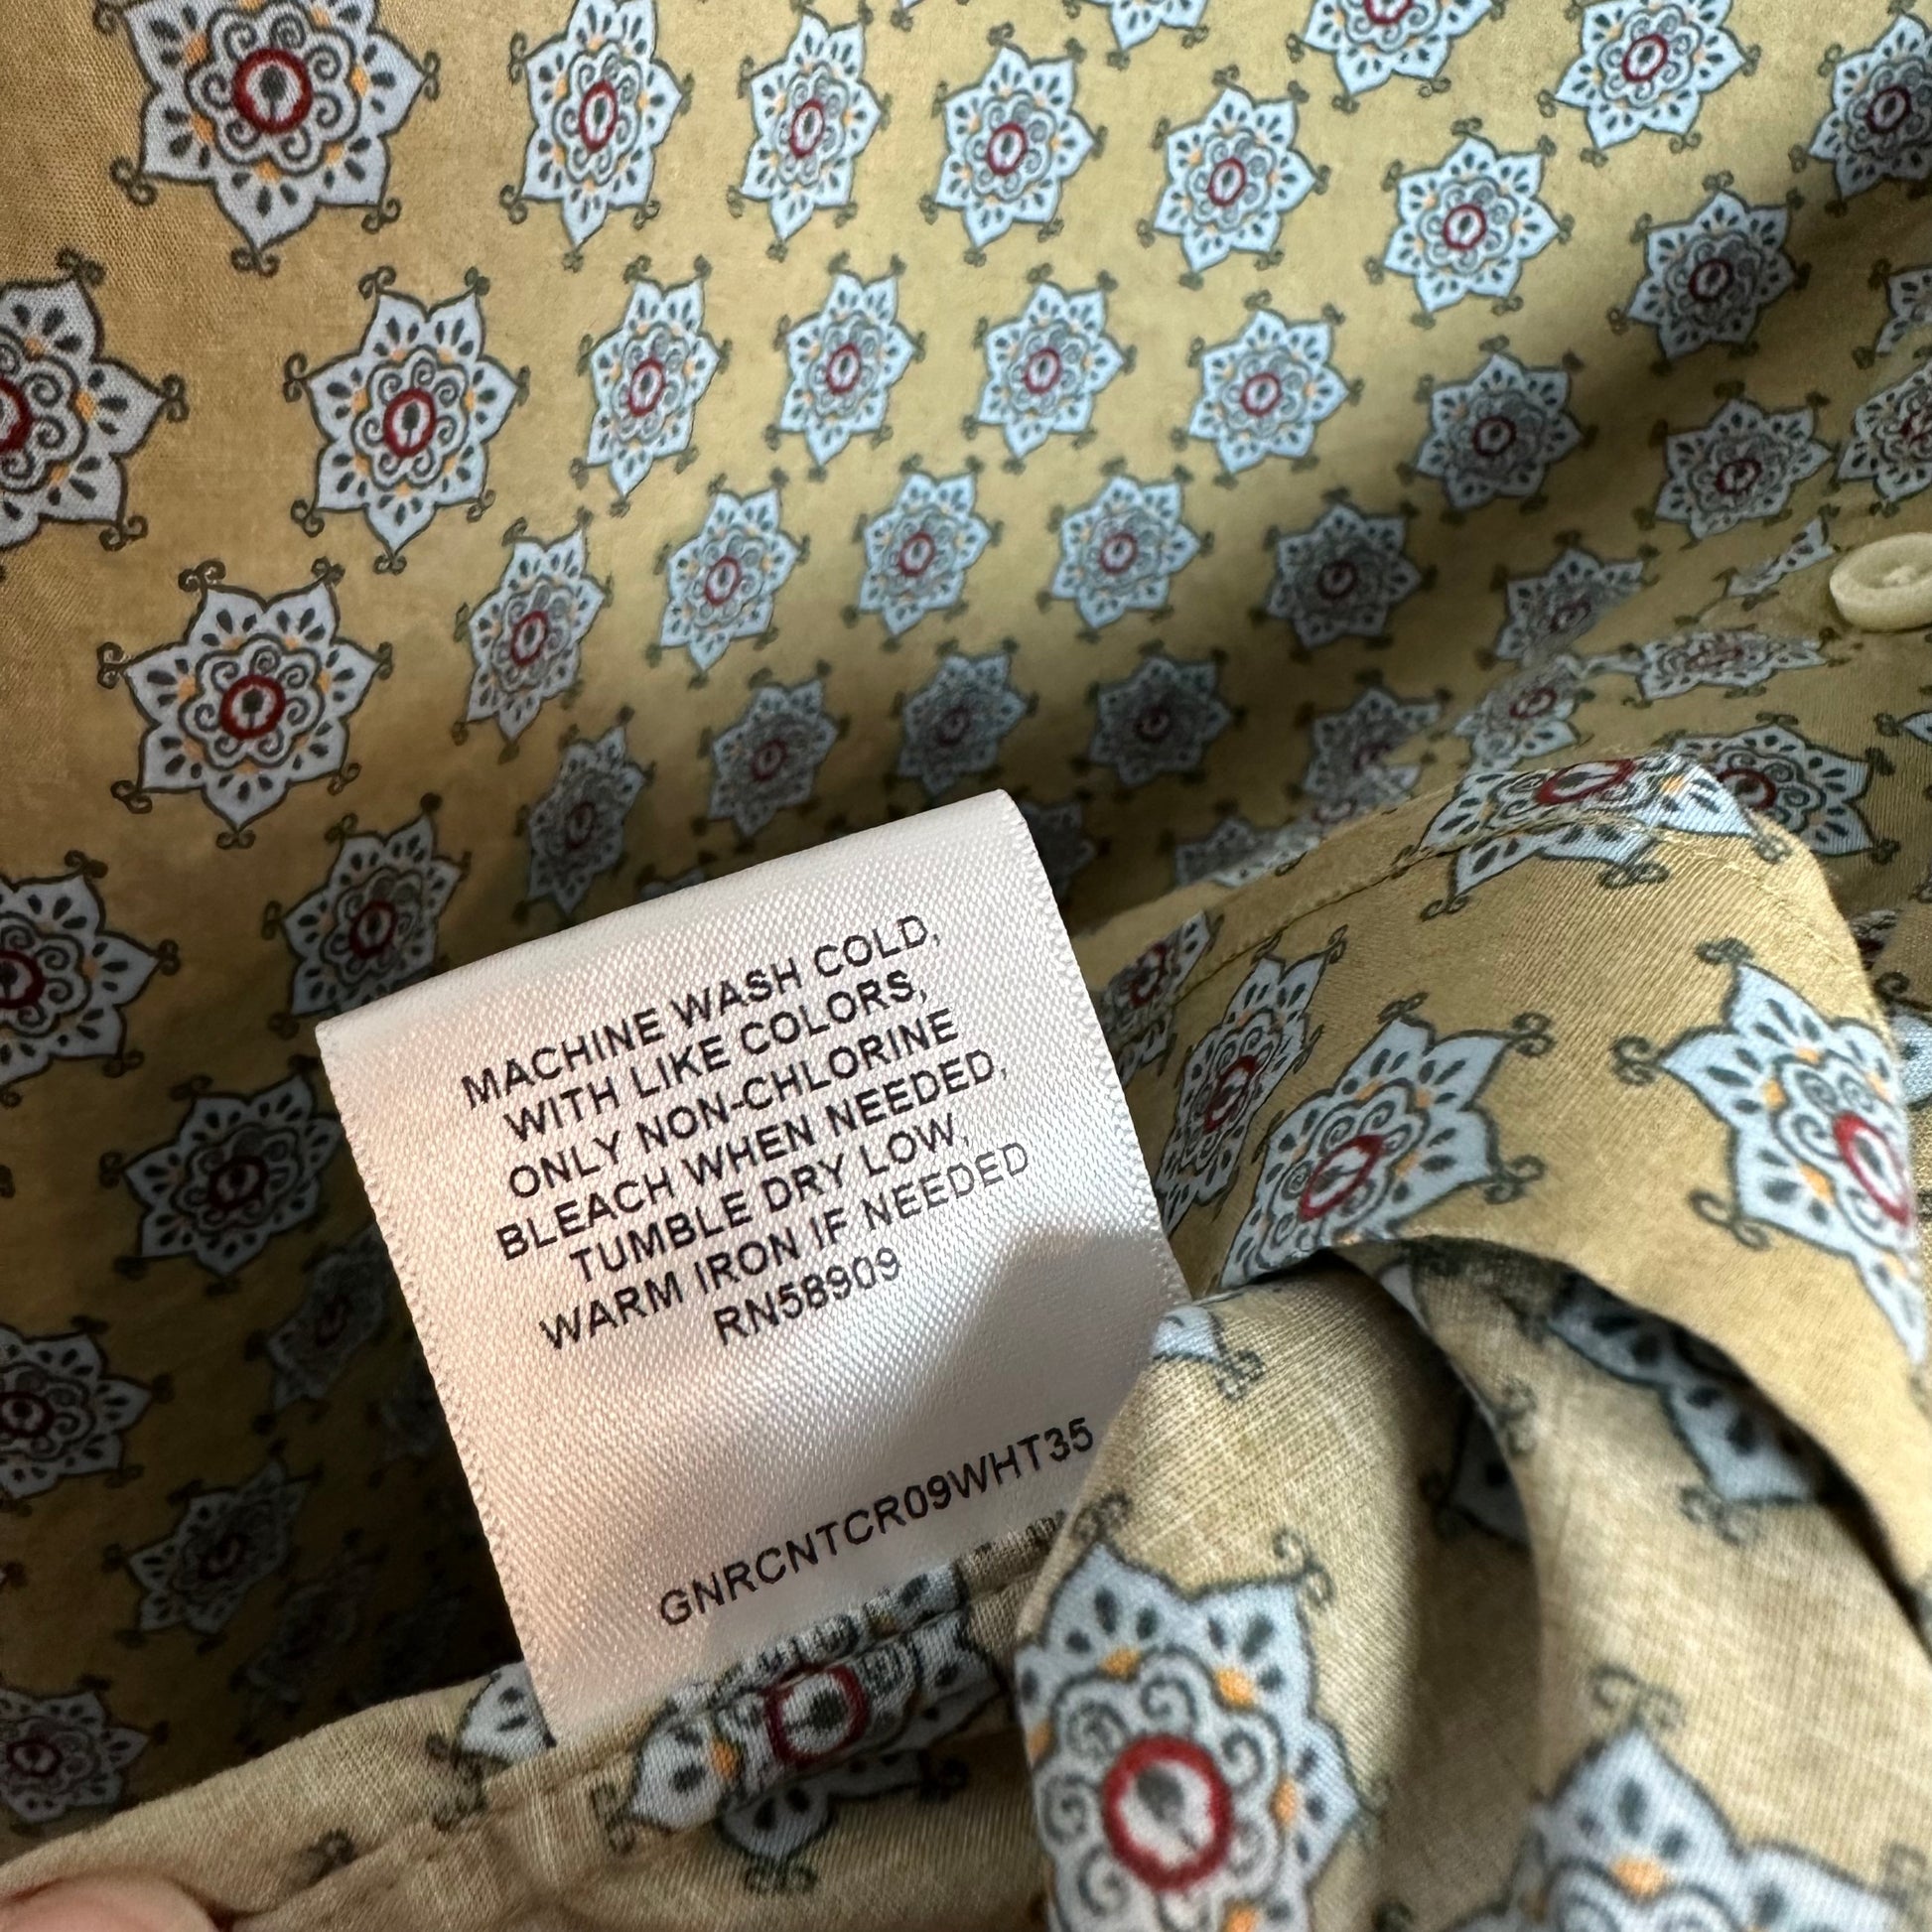 MACHINE WASH COLD,
WITH LIKE COLORS,
ONLY NON-CHLORINE
BLEACH WHEN NEEDED,
TUMBLE DRY LOW,
WARM IRON IF NEEDED
RN58909
GNRCNTCR09WHT35